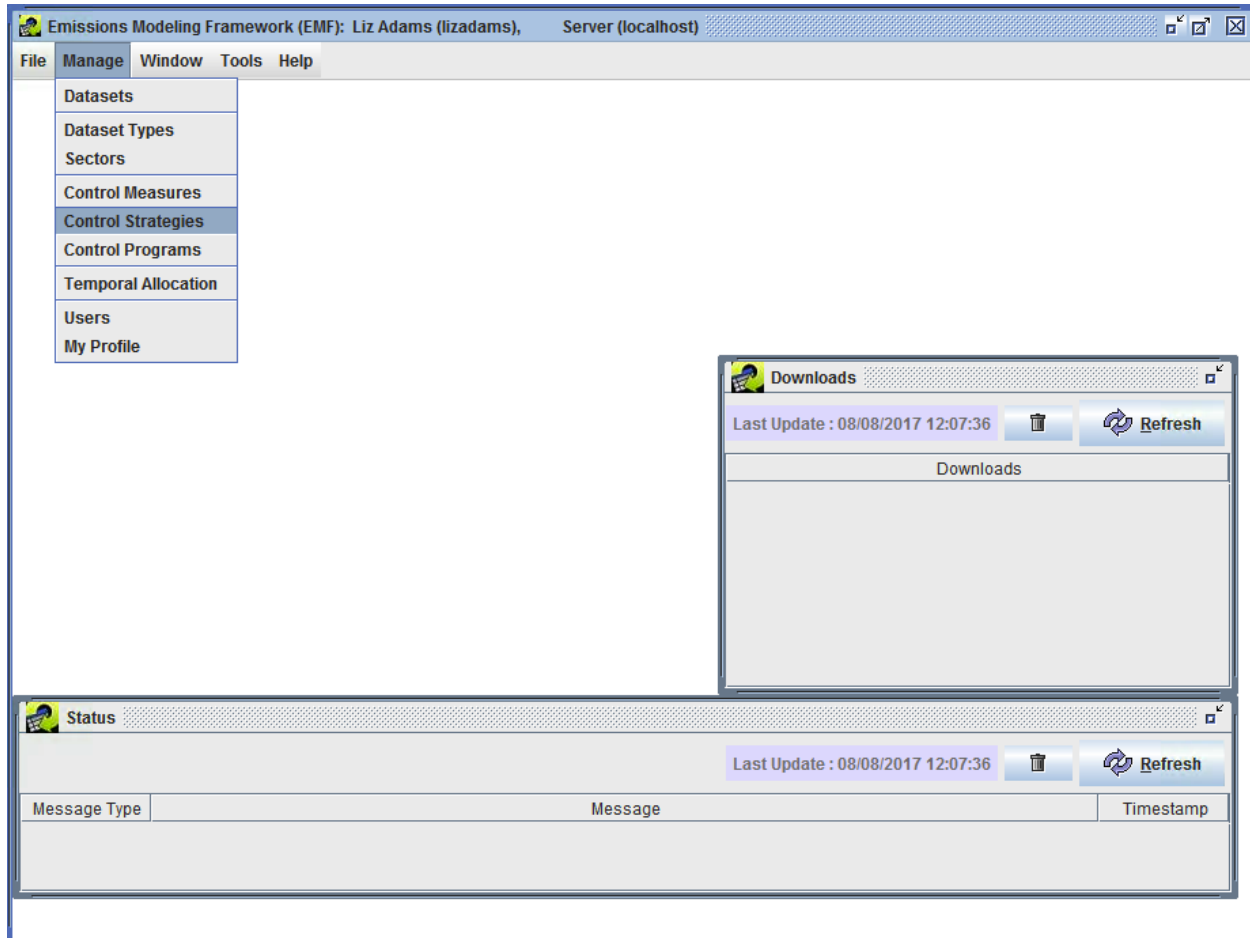 Emissions Modeling Framework (EMF): Liz Adams (lizadams), Server (localhost)
File Manage Window Tools Help
Datasets
Dataset Types
Sectors
Control Measures
Control Strategies
Control Programs
Temporal Allocation
Users
My Profile
Downloads
Last Update : 08/08/2017 12:07:36 Refresh
Downloads
Status
Last Update : 08/08/2017 12:07:36 Refresh
Message Type Message Timestamp